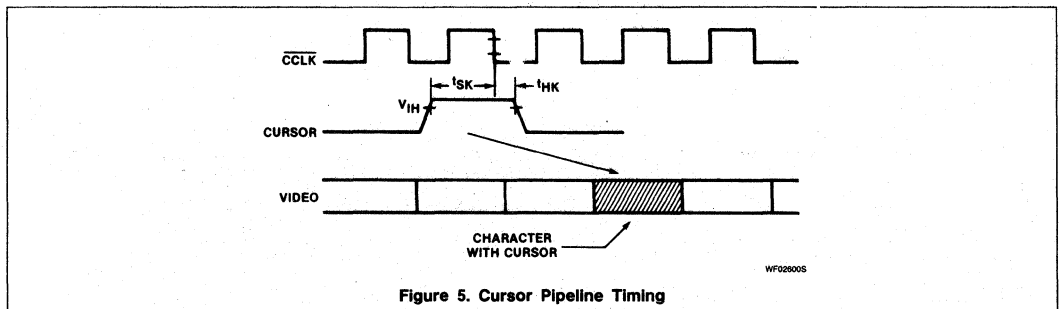 CCLK
tSK
tHK
VIH
CURSOR
VIDEO
CHARACTER
WITH CURSOR
WF02600S
Figure 5. Cursor Pipeline Timing